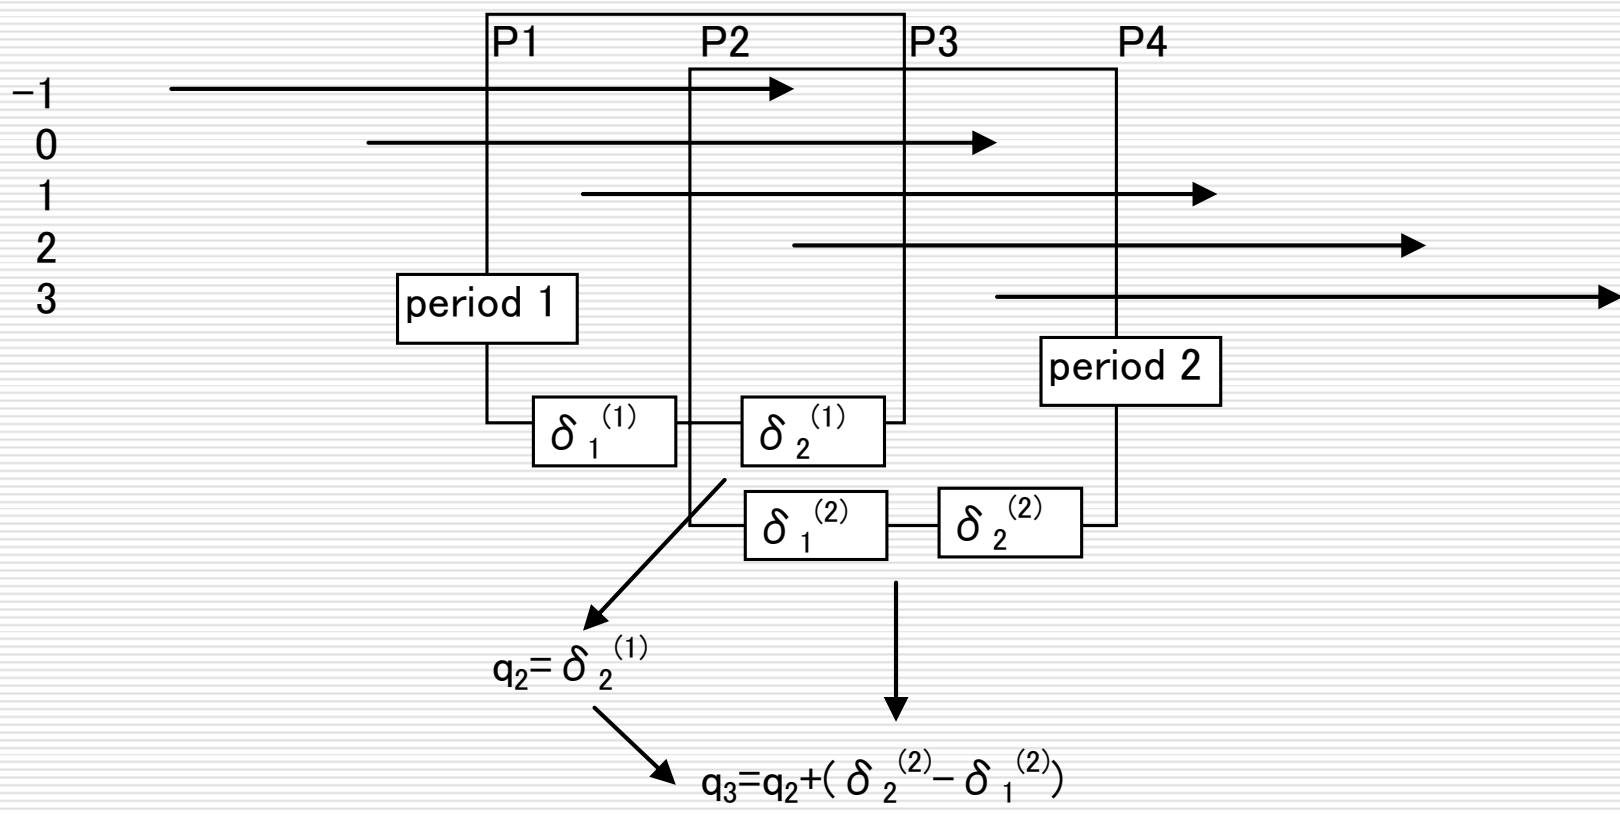 P1 P2 P3 P4
−1
0
1
2
3
period 1
period 2
δ₁⁽¹⁾ δ₂⁽¹⁾
δ₁⁽²⁾ δ₂⁽²⁾
q₂=δ₂⁽¹⁾
q₃=q₂+(δ₂⁽²⁾−δ₁⁽²⁾)